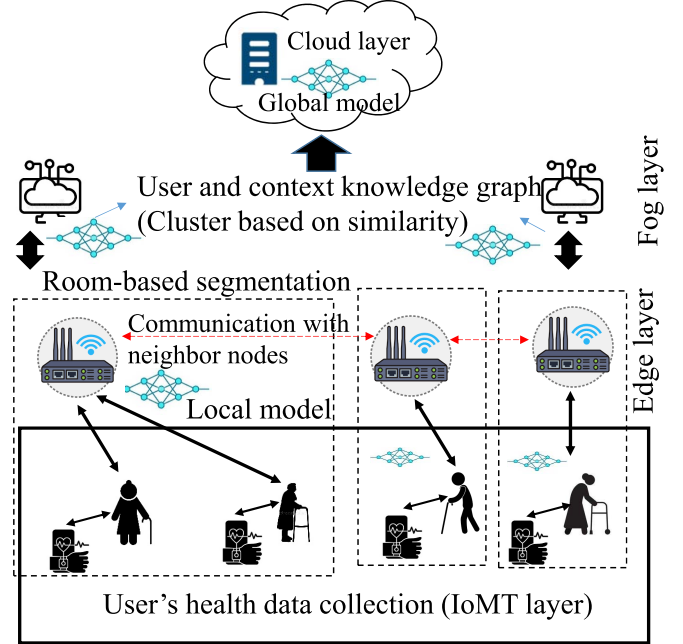 Cloud layer
Global model
User and context knowledge graph
(Cluster based on similarity)
Fog layer
Room-based segmentation
Communication with
neighbor nodes
Edge layer
Local model
User’s health data collection (IoMT layer)